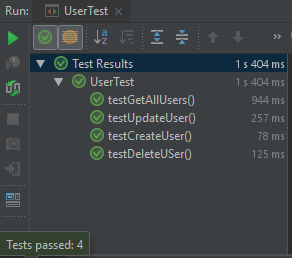 Run: UserTest
Test Results 1 s 404 ms
UserTest 1 s 404 ms
testGetAllUsers() 944 ms
testUpdateUser() 257 ms
testCreateUser() 78 ms
testDeleteUSer() 125 ms
Tests passed: 4